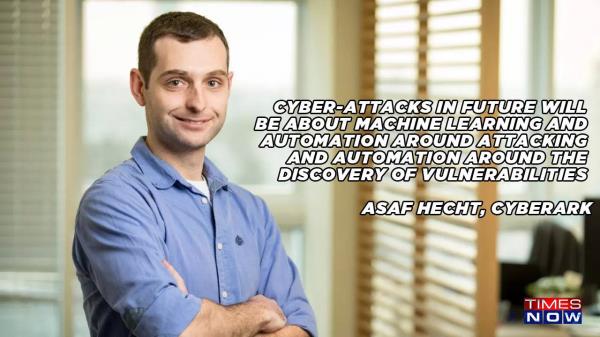 CYBER-ATTACKS IN FUTURE WILL
BE ABOUT MACHINE LEARNING AND
AUTOMATION AROUND ATTACKING
AND AUTOMATION AROUND THE
DISCOVERY OF VULNERABILITIES
ASAF HECHT, CYBERARK
TIMES
NOW